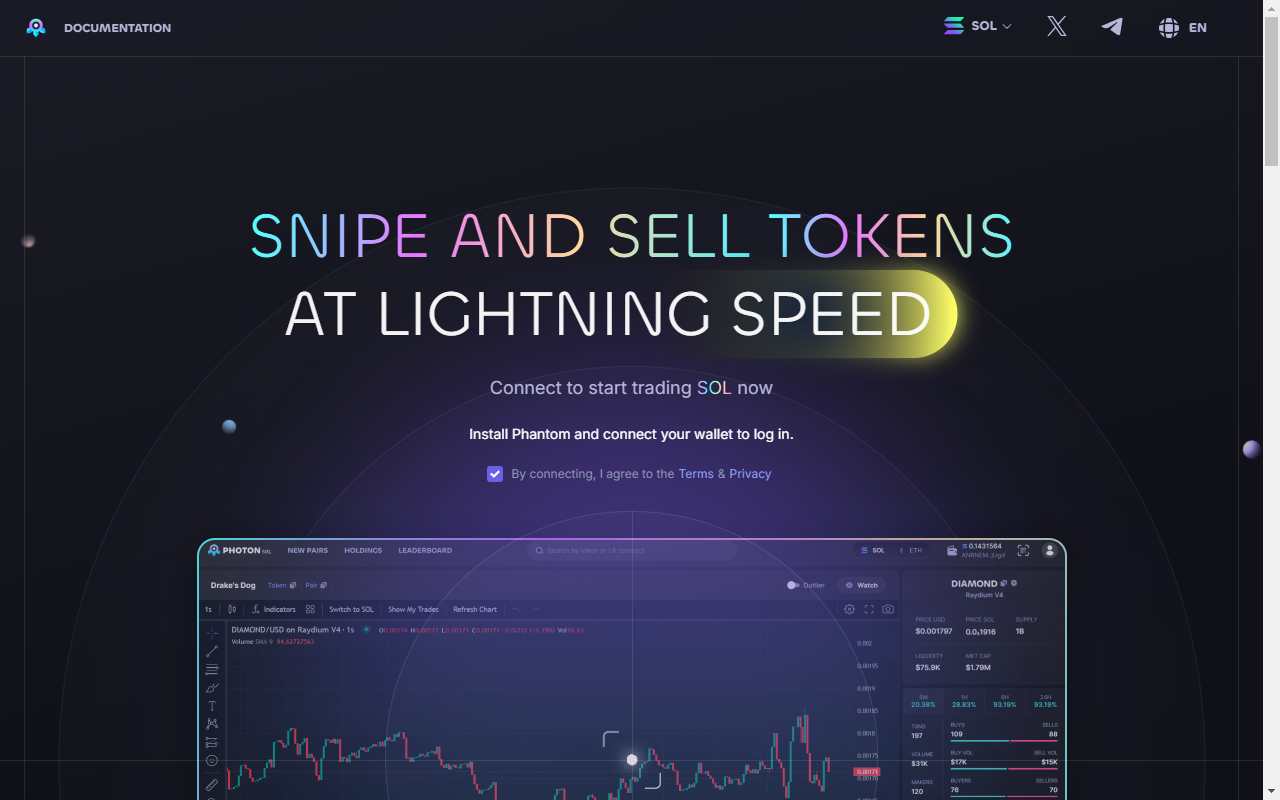 DOCUMENTATION
SOL
EN
SNIPE AND SELL TOKENS
AT LIGHTNING SPEED
Connect to start trading SOL now
Install Phantom and connect your wallet to log in.
By connecting, I agree to the Terms & Privacy
PHOTON SOL NEW PAIRS HOLDINGS LEADERBOARD Search by token or LP contract SOL ETH 0.1431564
Drake's Dog Token Pair Outlier Watch
DIAMOND
Raydium V4
1s Indicators Switch to SOL Show My Trades Refresh Chart
DIAMOND/USD on Raydium V4 · 1s
Volume SMA 9 94.62727563
0.002
0.00195
0.0019
0.00185
0.0018
0.00175
0.00171
0.00170
PRICE USD PRICE SOL SUPPLY
$0.001797 0.0₄1916 1B
LIQUIDITY MKT CAP
$75.9K $1.79M
5M 1H 6H 24H
20.38% 28.83% 93.19% 93.19%
TXNS BUYS SELLS
197 109 88
VOLUME BUY VOL SELL VOL
$31K $17K $15K
MAKERS BUYERS SELLERS
120 76 70